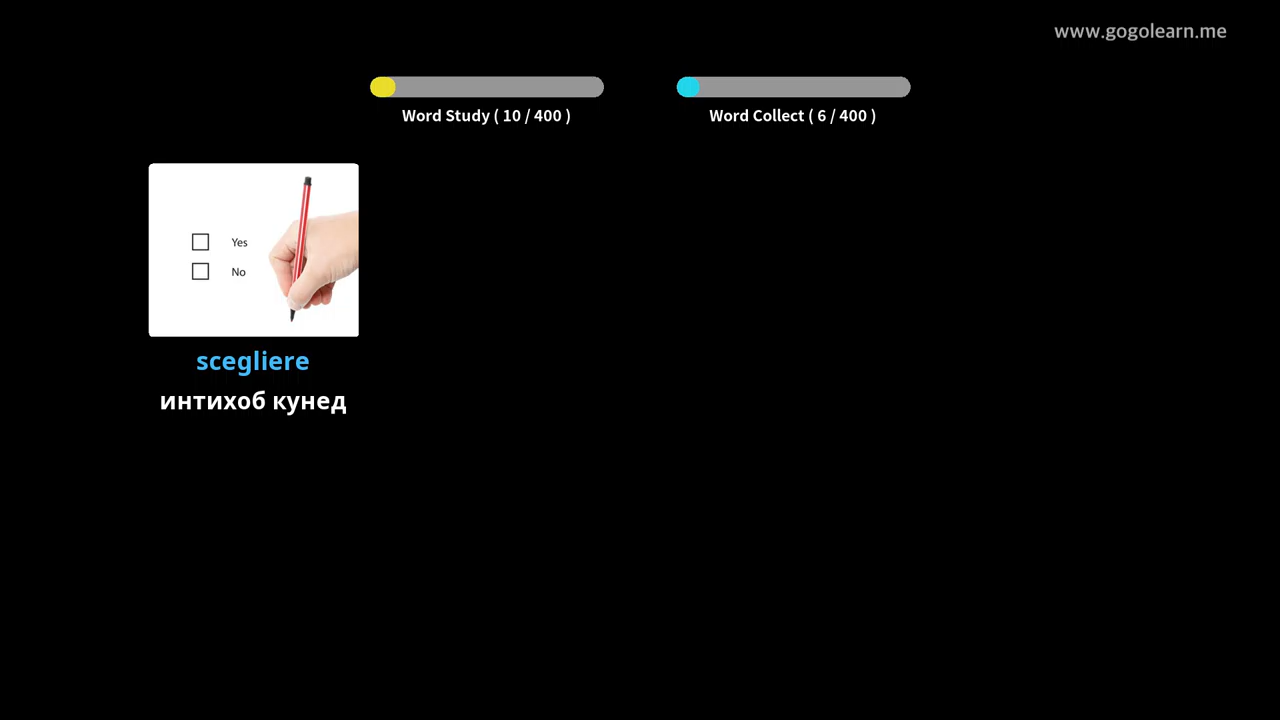 www.gogolearn.me
Word Study ( 10 / 400 )
Word Collect ( 6 / 400 )
Yes
No
scegliere
интихоб кунед